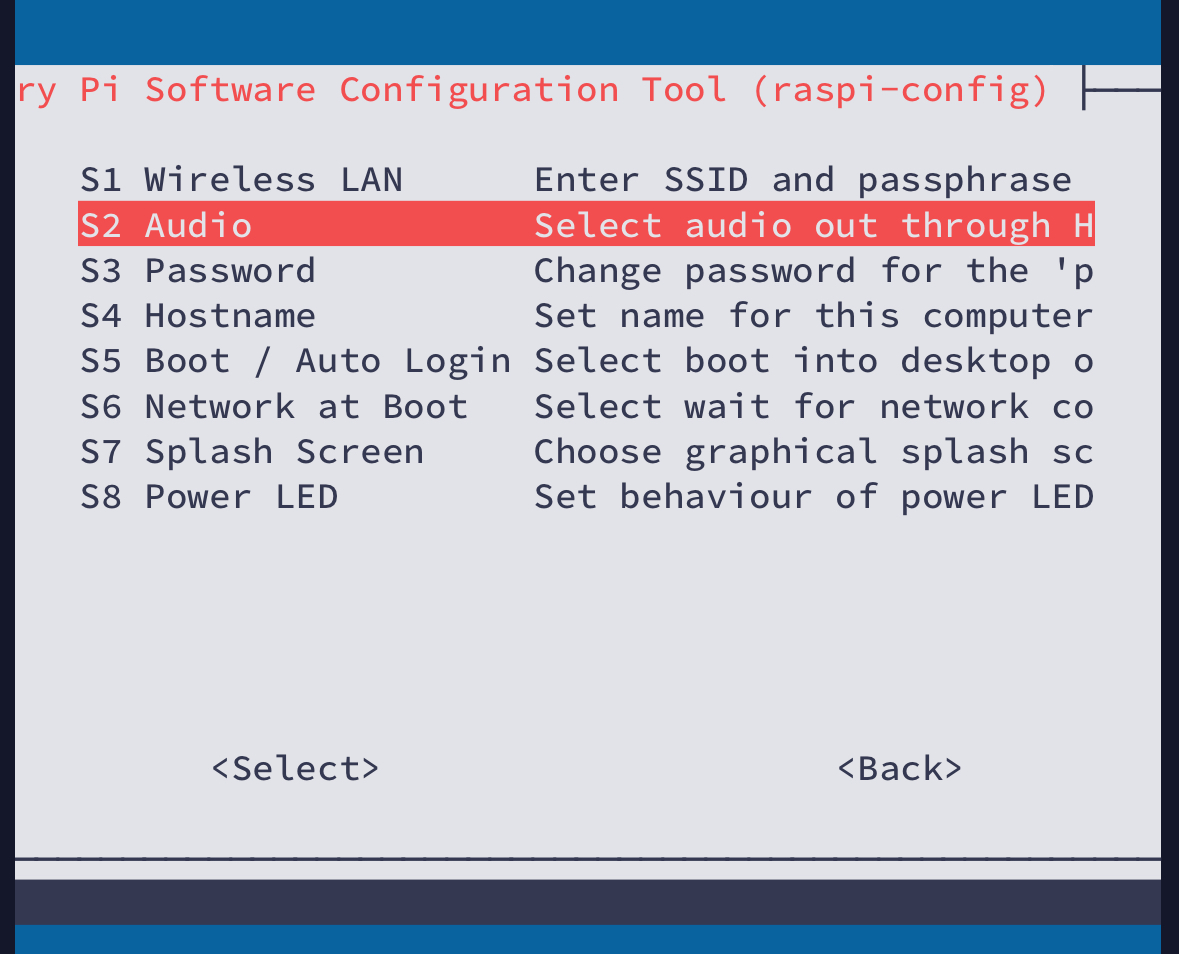 ry Pi Software Configuration Tool (raspi-config)
S1 Wireless LAN Enter SSID and passphrase
S2 Audio Select audio out through H
S3 Password Change password for the 'p
S4 Hostname Set name for this computer
S5 Boot / Auto Login Select boot into desktop o
S6 Network at Boot Select wait for network co
S7 Splash Screen Choose graphical splash sc
S8 Power LED Set behaviour of power LED
<Select> <Back>